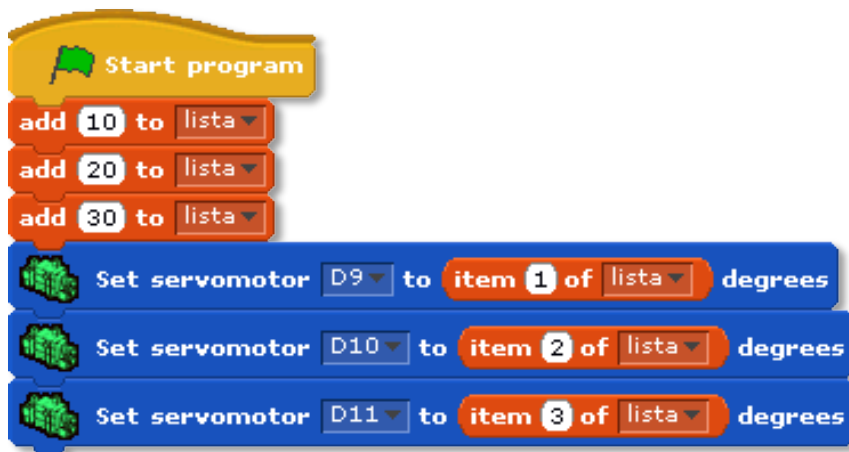 Start program
add 10 to lista
add 20 to lista
add 30 to lista
Set servomotor D9 to item 1 of lista degrees
Set servomotor D10 to item 2 of lista degrees
Set servomotor D11 to item 3 of lista degrees